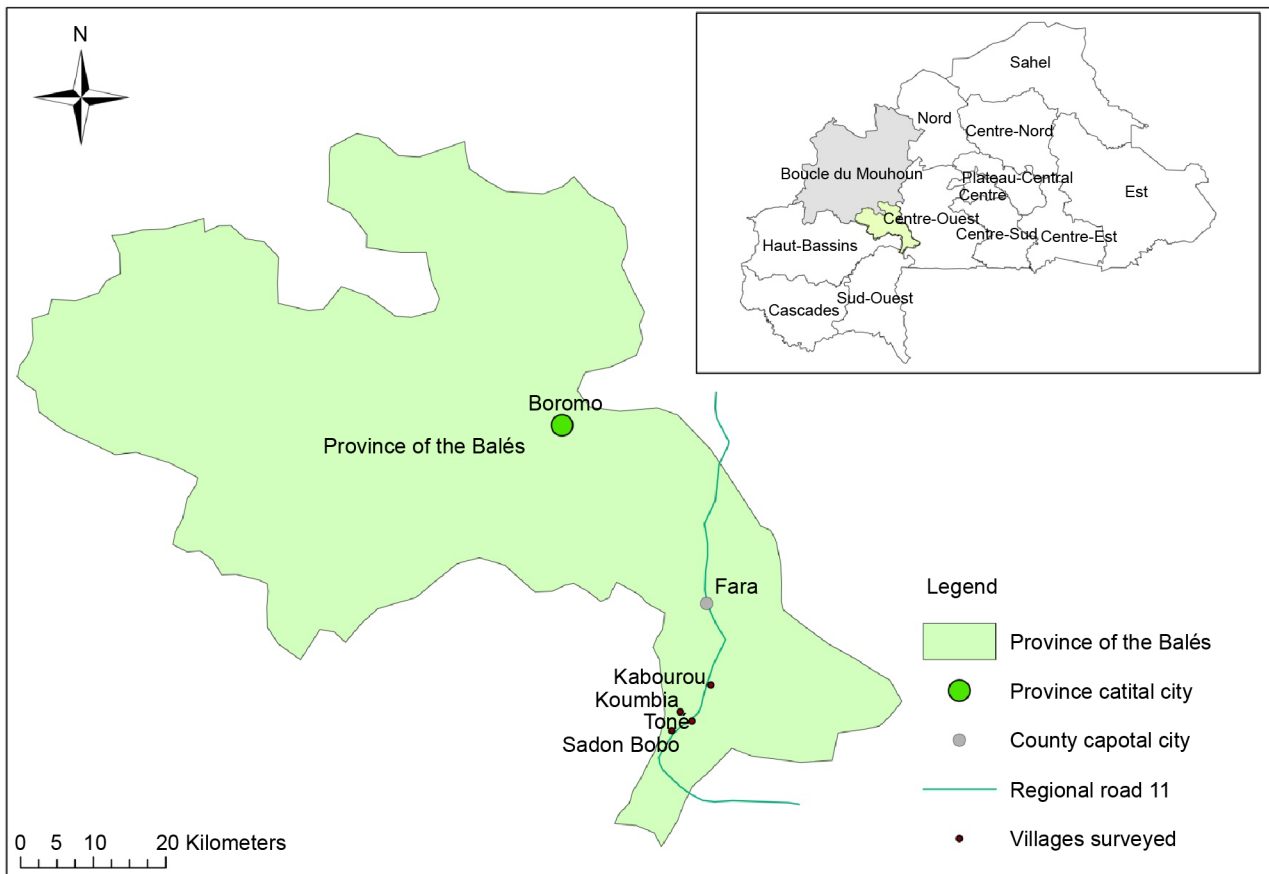 N
Sahel
Nord
Centre-Nord
Boucle du Mouhoun
Plateau-Central
Centre
Est
Centre-Ouest
Centre-Sud
Centre-Est
Haut-Bassins
Sud-Ouest
Cascades
Boromo
Province of the Balés
Fara
Kabourou
Koumbia
Toné
Sadon Bobo
Legend
Province of the Balés
Province catital city
County capotal city
Regional road 11
Villages surveyed
0 5 10 20 Kilometers